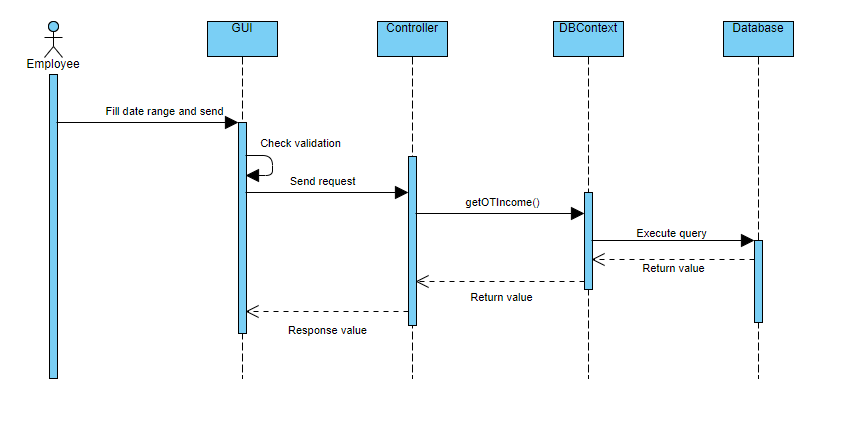 GUI
Controller
DBContext
Database
Employee
Fill date range and send
Check validation
Send request
getOTIncome()
Execute query
Return value
Return value
Response value